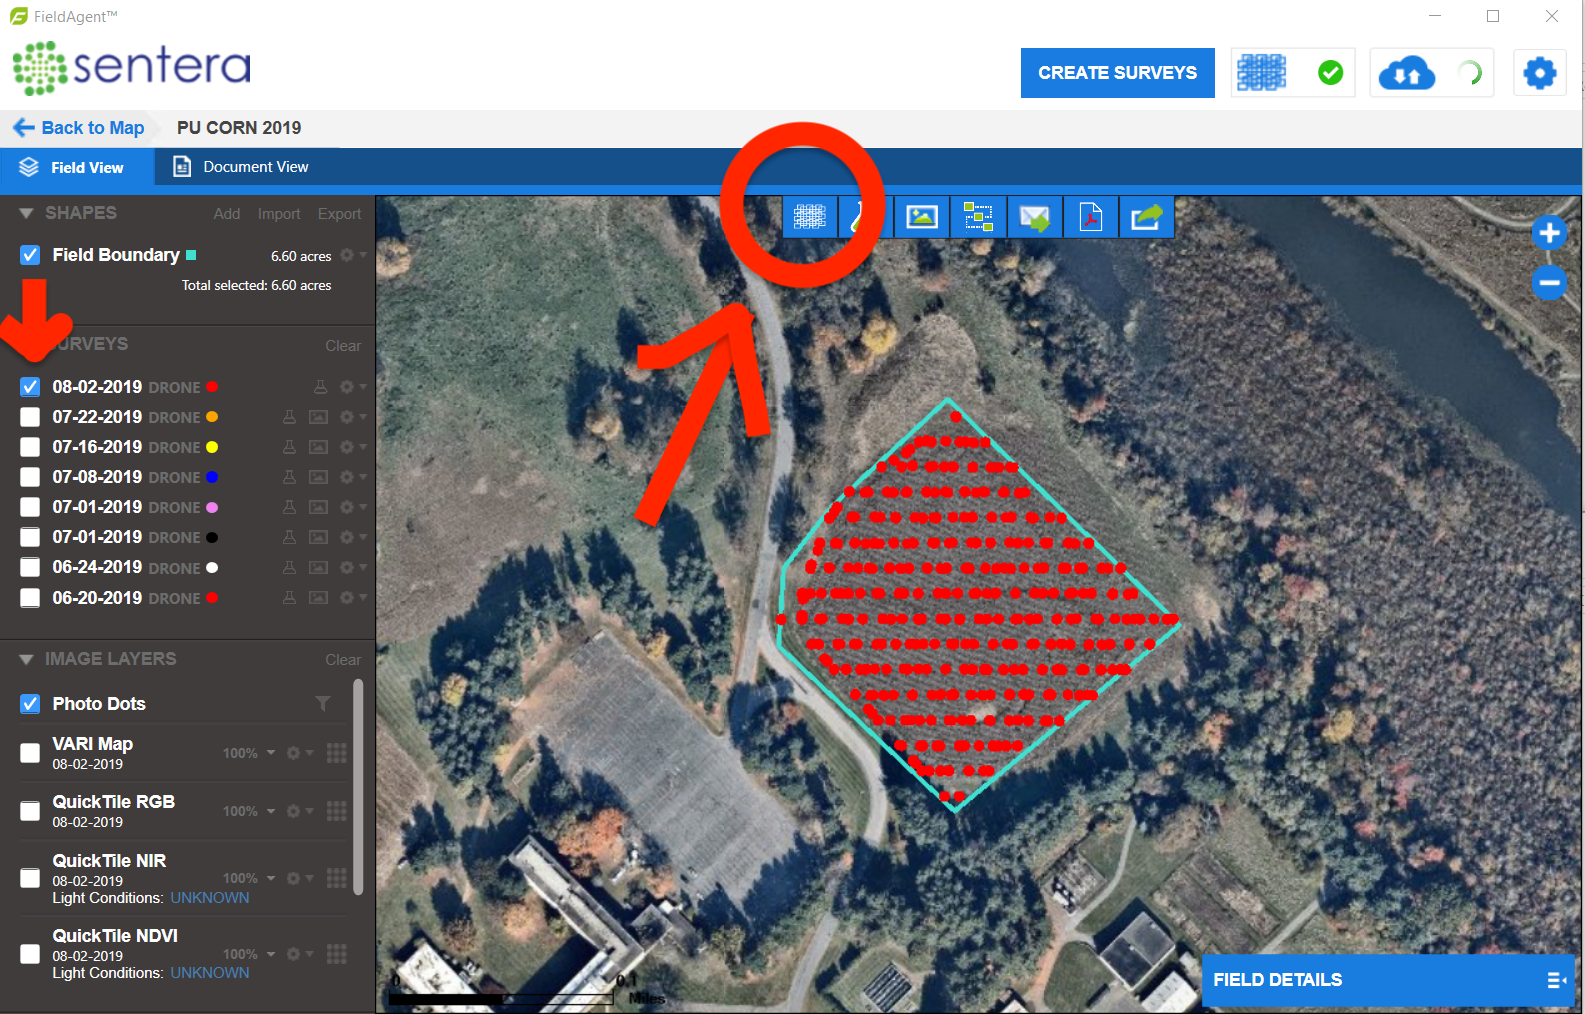 FieldAgent™
sentera
CREATE SURVEYS
Back to Map
PU CORN 2019
Field View
Document View
SHAPES
Add
Import
Export
Field Boundary
6.60 acres
Total selected: 6.60 acres
URVEYS
Clear
08-02-2019 DRONE
07-22-2019 DRONE
07-16-2019 DRONE
07-08-2019 DRONE
07-01-2019 DRONE
07-01-2019 DRONE
06-24-2019 DRONE
06-20-2019 DRONE
IMAGE LAYERS
Clear
Photo Dots
VARI Map
08-02-2019
100%
QuickTile RGB
08-02-2019
100%
QuickTile NIR
08-02-2019
100%
Light Conditions: UNKNOWN
QuickTile NDVI
08-02-2019
100%
Light Conditions: UNKNOWN
0
0.1
Miles
FIELD DETAILS